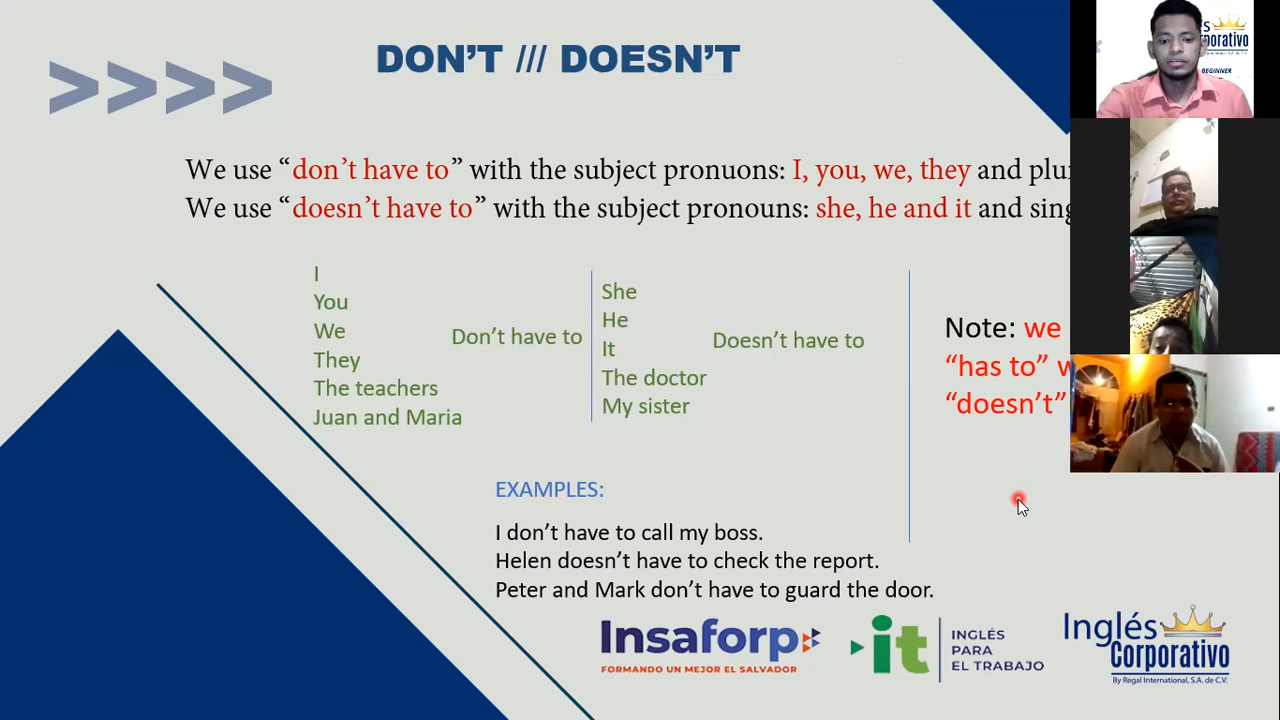 DON'T /// DOESN'T
>>>>
We use “don't have to” with the subject pronuons: I, you, we, they and
We use “doesn't have to” with the subject pronouns: she, he and it and
I
You
We
They
The teachers
Juan and Maria
Don't have to
She
He
It
The doctor
My sister
Doesn't have to
Note: we
“has to”
“doesn't”
EXAMPLES:
I don't have to call my boss.
Helen doesn't have to check the report.
Peter and Mark don't have to guard the door.
Insaforp
FORMANDO UN MEJOR EL SALVADOR
it
INGLÉS
PARA
EL TRABAJO
Inglés
Corporativo
By Regal International, S.A. de C.V.
BEGINNER